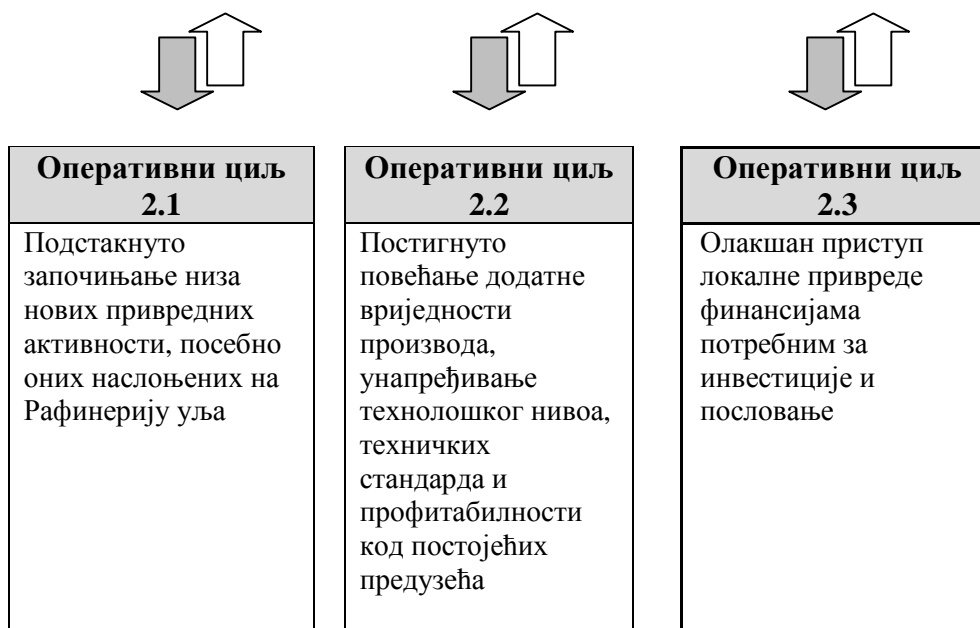 Оперативни циљ
2.1
Подстакнуто
започињање низа
нових привредних
активности, посебно
оних наслоњених на
Рафинерију уља
Оперативни циљ
2.2
Постигнуто
повећање додатне
вриједности
производа,
унапређивање
технолошког нивоа,
техничких
стандарда и
профитабилности
код постојећих
предузећа
Оперативни циљ
2.3
Олакшан приступ
локалне привреде
финансијама
потребним за
инвестиције и
пословање